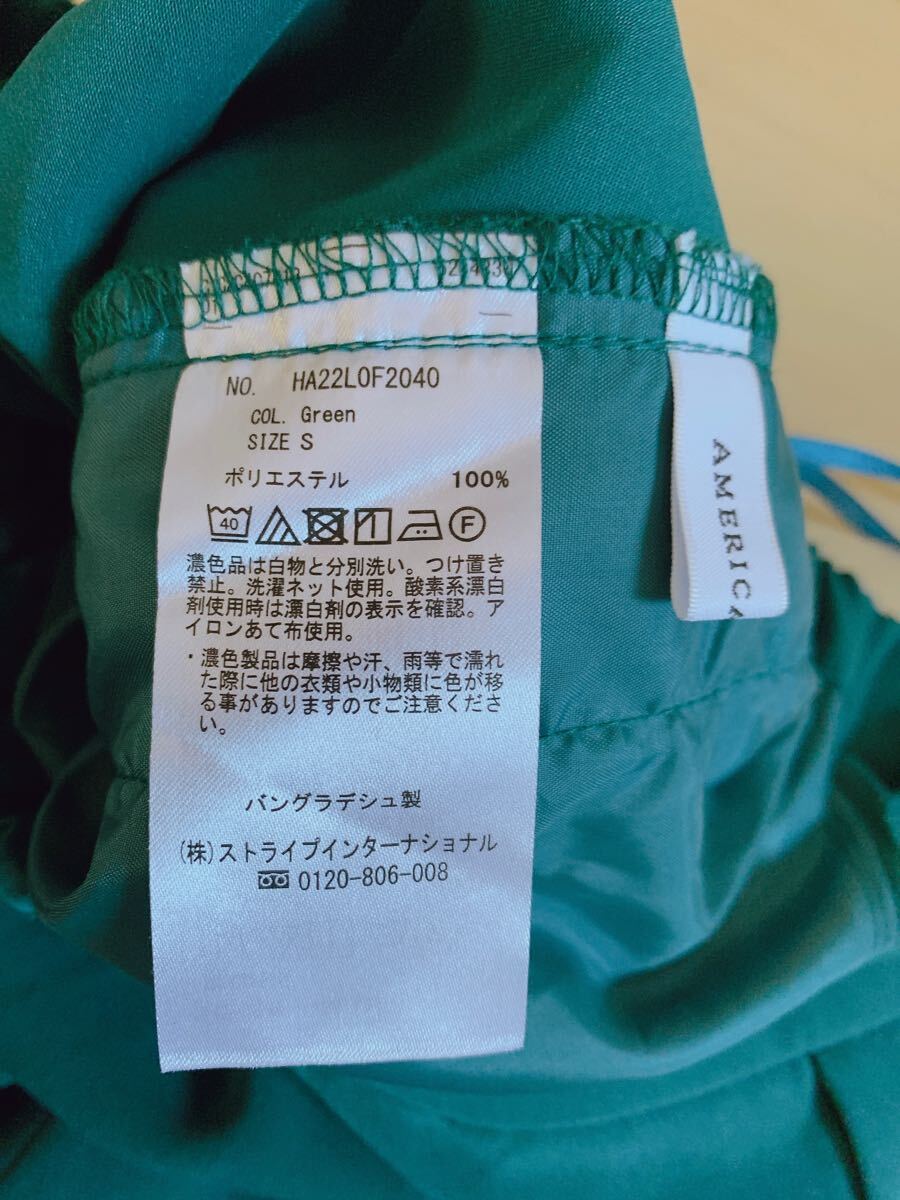 NO. HA22L0F2040
COL. Green
SIZE S
ポリエステル 100%
40
F
濃色品は白物と分別洗い。つけ置き
禁止。洗濯ネット使用。酸素系漂白
剤使用時は漂白剤の表示を確認。ア
イロンあて布使用。
・濃色製品は摩擦や汗、雨等で濡れ
た際に他の衣類や小物類に色が移
る事がありますのでご注意くださ
い。
バングラデシュ製
(株)ストライプインターナショナル
0120-806-008
AMERICA